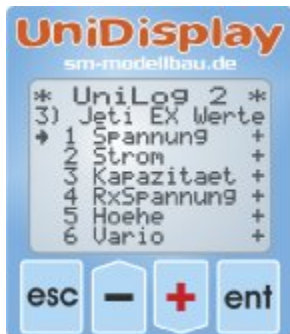 UniDisplay
sm-modellbau.de
* UniLog 2 *
3) Jeti EX Werte
→ 1 Spannung +
2 Strom +
3 Kapazitaet +
4 RxSpannung +
5 Hoehe +
6 Vario +
esc − + ent